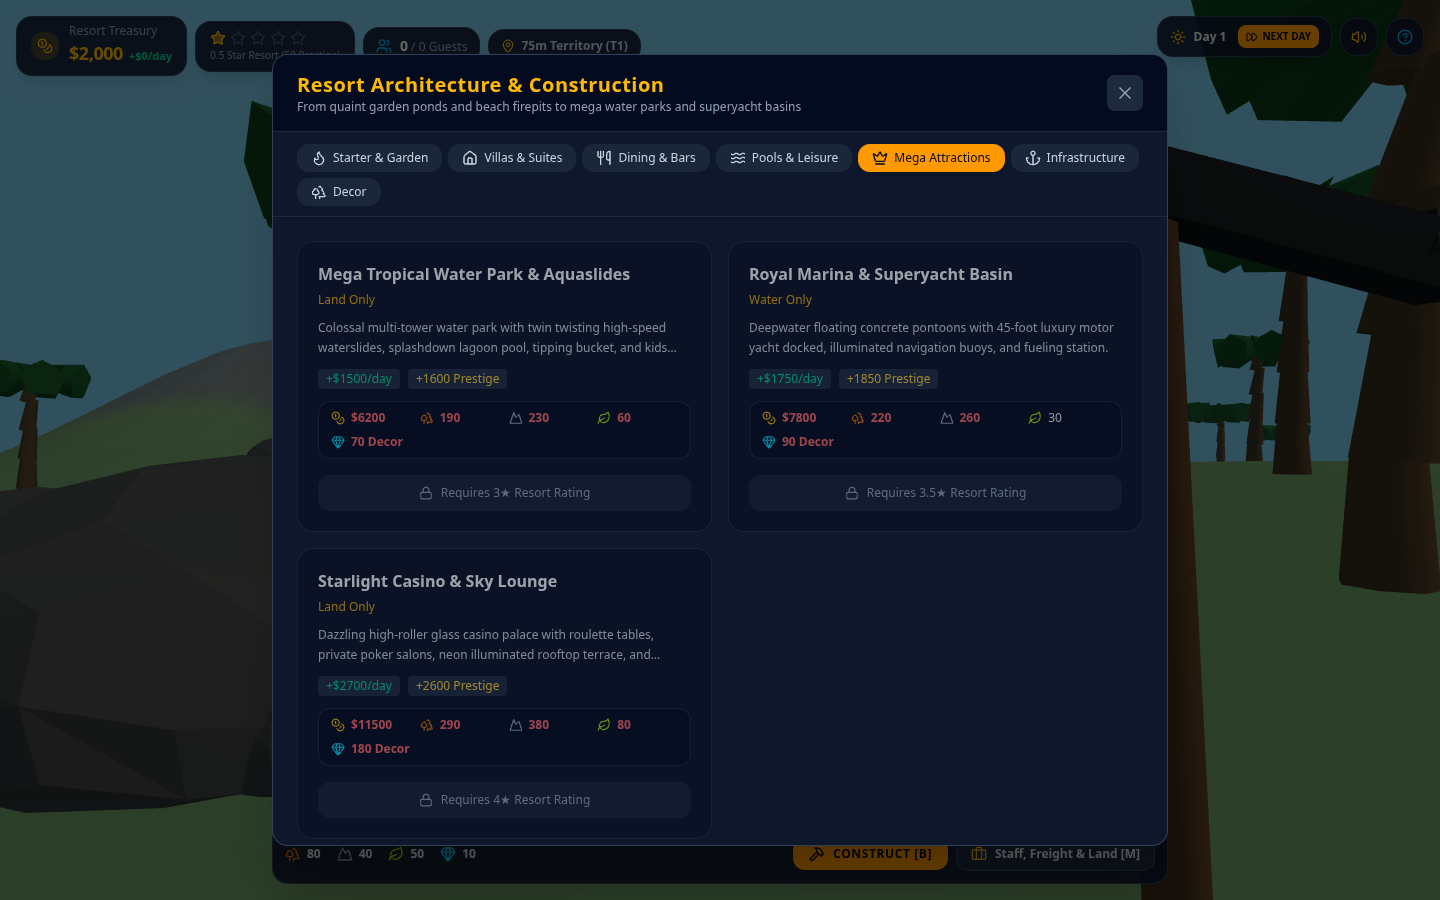 Resort Treasury
$2,000 +$0/day
0.5 Star Resort (50 Prestige)
0 / 0 Guests
75m Territory (T1)
Day 1
NEXT DAY
Resort Architecture & Construction
From quaint garden ponds and beach firepits to mega water parks and superyacht basins
Starter & Garden
Villas & Suites
Dining & Bars
Pools & Leisure
Mega Attractions
Infrastructure
Decor
Mega Tropical Water Park & Aquaslides
Land Only
Colossal multi-tower water park with twin twisting high-speed
waterslides, splashdown lagoon pool, tipping bucket, and kids...
+$1500/day +1600 Prestige
$6200 190 230 60
70 Decor
Requires 3★ Resort Rating
Royal Marina & Superyacht Basin
Water Only
Deepwater floating concrete pontoons with 45-foot luxury motor
yacht docked, illuminated navigation buoys, and fueling station.
+$1750/day +1850 Prestige
$7800 220 260 30
90 Decor
Requires 3.5★ Resort Rating
Starlight Casino & Sky Lounge
Land Only
Dazzling high-roller glass casino palace with roulette tables,
private poker salons, neon illuminated rooftop terrace, and...
+$2700/day +2600 Prestige
$11500 290 380 80
180 Decor
Requires 4★ Resort Rating
80 40 50 10
CONSTRUCT [B]
Staff, Freight & Land [M]